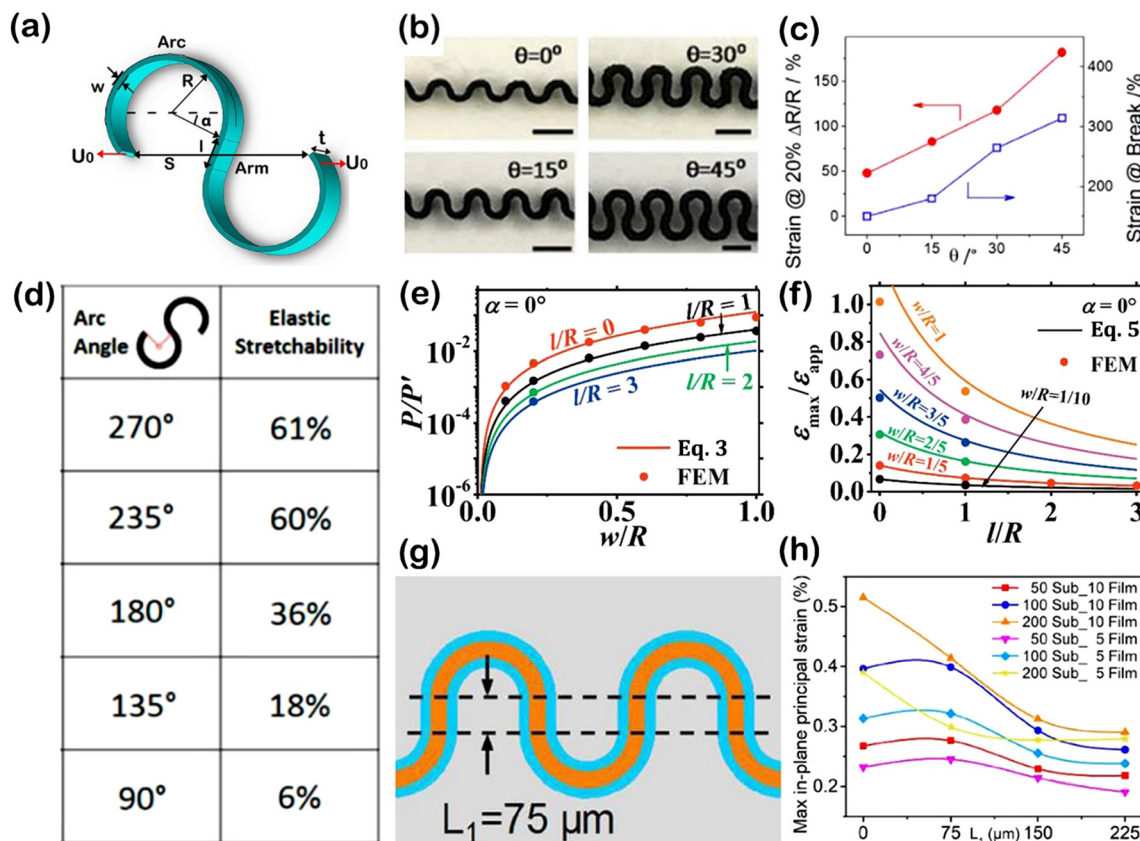 (a)
Arc
w
R
α
l
t
U0
S
Arm
U0
(b)
θ=0°
θ=30°
θ=15°
θ=45°
(c)
Strain @ 20% ΔR/R / %
150
100
50
0
400
300
200
Strain @ Break /%
0
15
30
45
θ /°
(d)
Arc Angle
Elastic Stretchability
270°
61%
235°
60%
180°
36%
135°
18%
90°
6%
(e)
α = 0°
l/R = 0
l/R = 1
l/R = 2
l/R = 3
Eq. 3
FEM
P/P'
10⁻²
10⁻⁴
10⁻⁶
0.0
0.5
1.0
w/R
(f)
α = 0°
Eq. 5
FEM
w/R=1
w/R=4/5
w/R=3/5
w/R=2/5
w/R=1/5
w/R=1/10
εmax/εapp
1.0
0.8
0.6
0.4
0.2
0.0
0
1
2
3
l/R
(g)
L1=75 μm
(h)
Max in-plane principal strain (%)
0.5
0.4
0.3
0.2
50 Sub_10 Film
100 Sub_10 Film
200 Sub_10 Film
50 Sub_ 5 Film
100 Sub_ 5 Film
200 Sub_ 5 Film
0
75
150
225